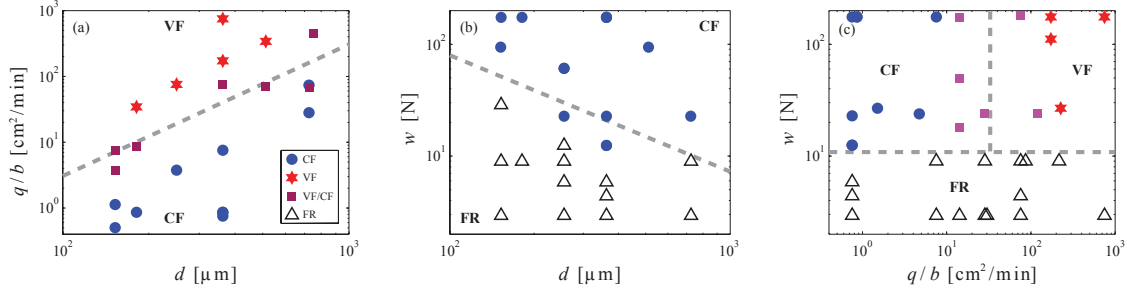 (a)
VF
CF
q/b [cm²/min]
10³
10²
10¹
10⁰
10²
10³
d [μm]
CF
VF
VF/CF
FR
(b)
CF
FR
w [N]
10²
10¹
10²
10³
d [μm]
(c)
CF
VF
FR
w [N]
10²
10¹
10⁰
10¹
10²
10³
q/b [cm²/min]